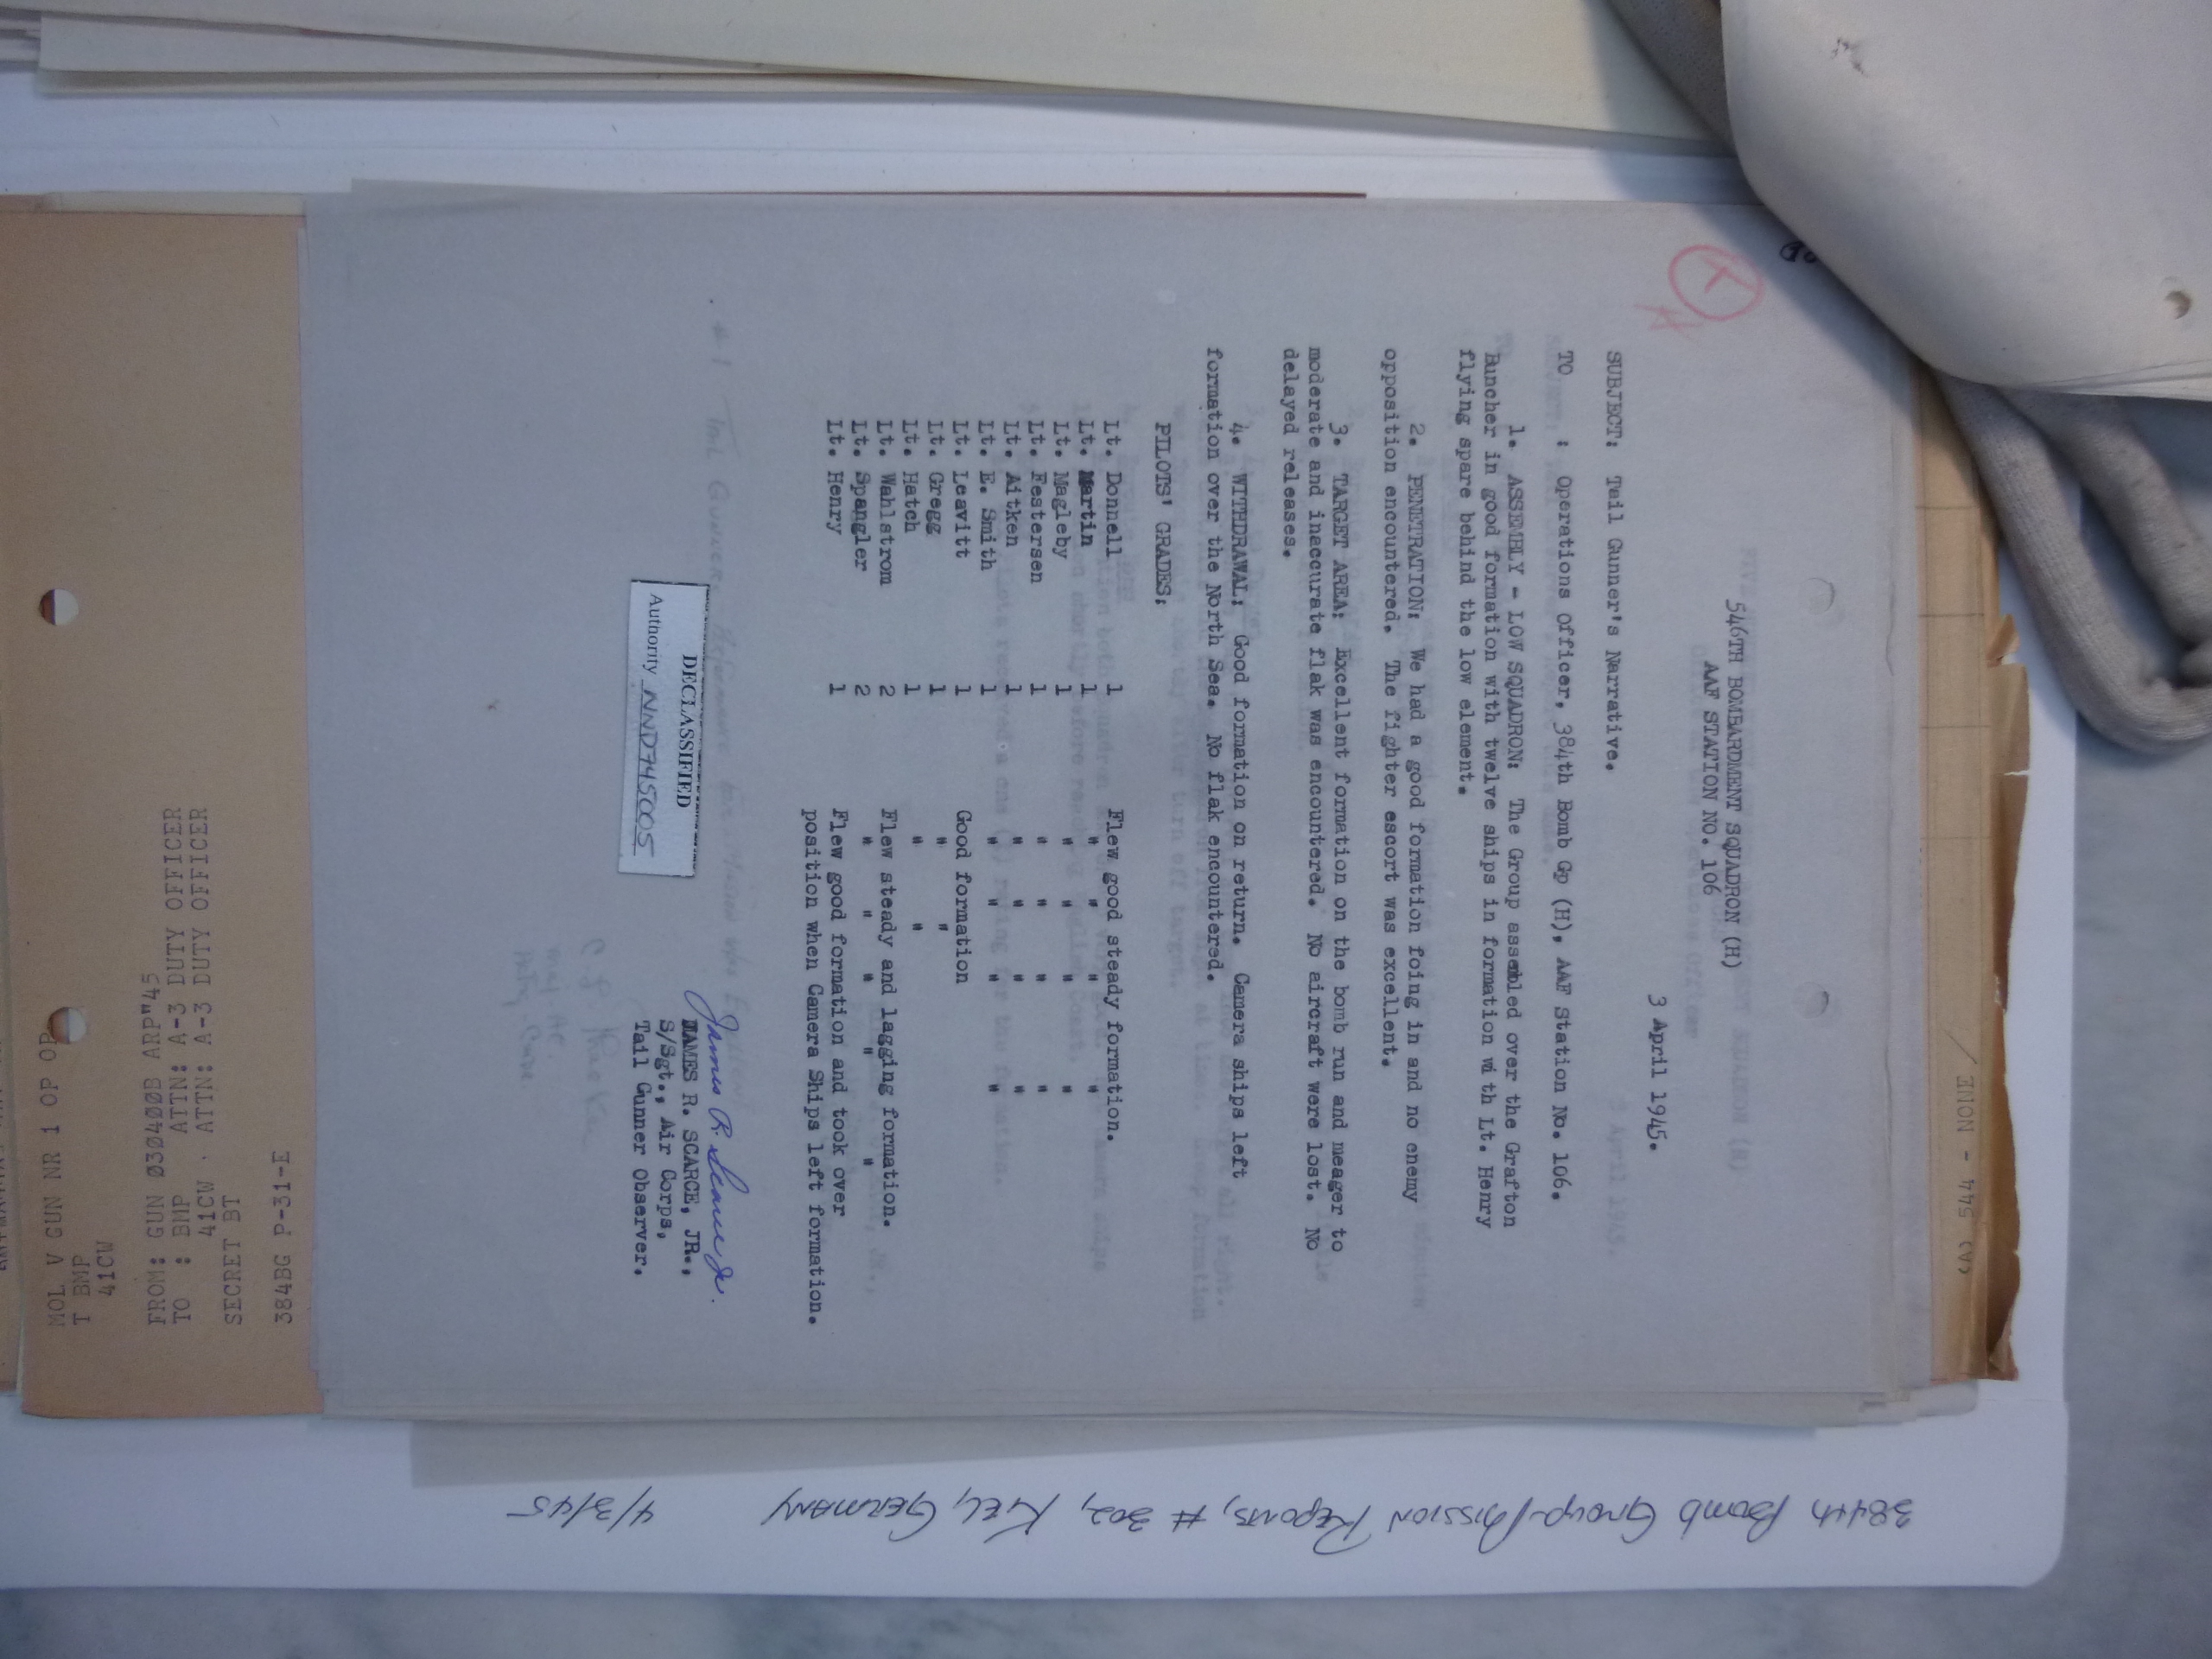 546TH BOMBARDMENT SQUADRON (H)
AAF STATION NO. 106
3 April 1945.
SUBJECT: Tail Gunner's Narrative.
TO : Operations Officer, 384th Bomb Gp (H), AAF Station No. 106.
1. ASSEMBLY - LOW SQUADRON: The Group assembled over the Grafton
Buncher in good formation with twelve ships in formation with Lt. Henry
flying spare behind the low element.
2. PENETRATION: We had a good formation foing in and no enemy
opposition encountered. The fighter escort was excellent.
3. TARGET AREA: Excellent formation on the bomb run and meager to
moderate and inaccurate flak was encountered. No aircraft were lost. No
delayed releases.
4. WITHDRAWAL: Good formation on return. Camera ships left
formation over the North Sea. No flak encountered.
PILOTS' GRADES:
Lt. Donnell 1 Flew good steady formation.
Lt. Martin 1 " " " "
Lt. Magleby 1 " " " "
Lt. Festersen 1 " " " "
Lt. Aitken 1 " " " "
Lt. E. Smith 1 " " " "
Lt. Leavitt 1 Good formation
Lt. Gregg 1 " "
Lt. Hatch 1 " "
Lt. Wahlstrom 2 Flew steady and lagging formation.
Lt. Spangler 2 " " " " "
Lt. Henry 1 Flew good formation and took over
position when Camera Ships left formation.
James R. Scarce Jr.
JAMES R. SCARCE, JR.,
S/Sgt., Air Corps,
Tail Gunner Observer.
DECLASSIFIED
Authority NND745005
384BG P-31-E
SECRET BT
41CW . ATTN: A-3 DUTY OFFICER
TO : BMP ATTN: A-3 DUTY OFFICER
FROM: GUN 030400B ARP"45
41CW
T BMP
MOL V GUN NR 1 OP OP
(A) 544 - NONE
384th Bomb Group-Mission Reports, # 302, Kiel, Germany 4/3/45